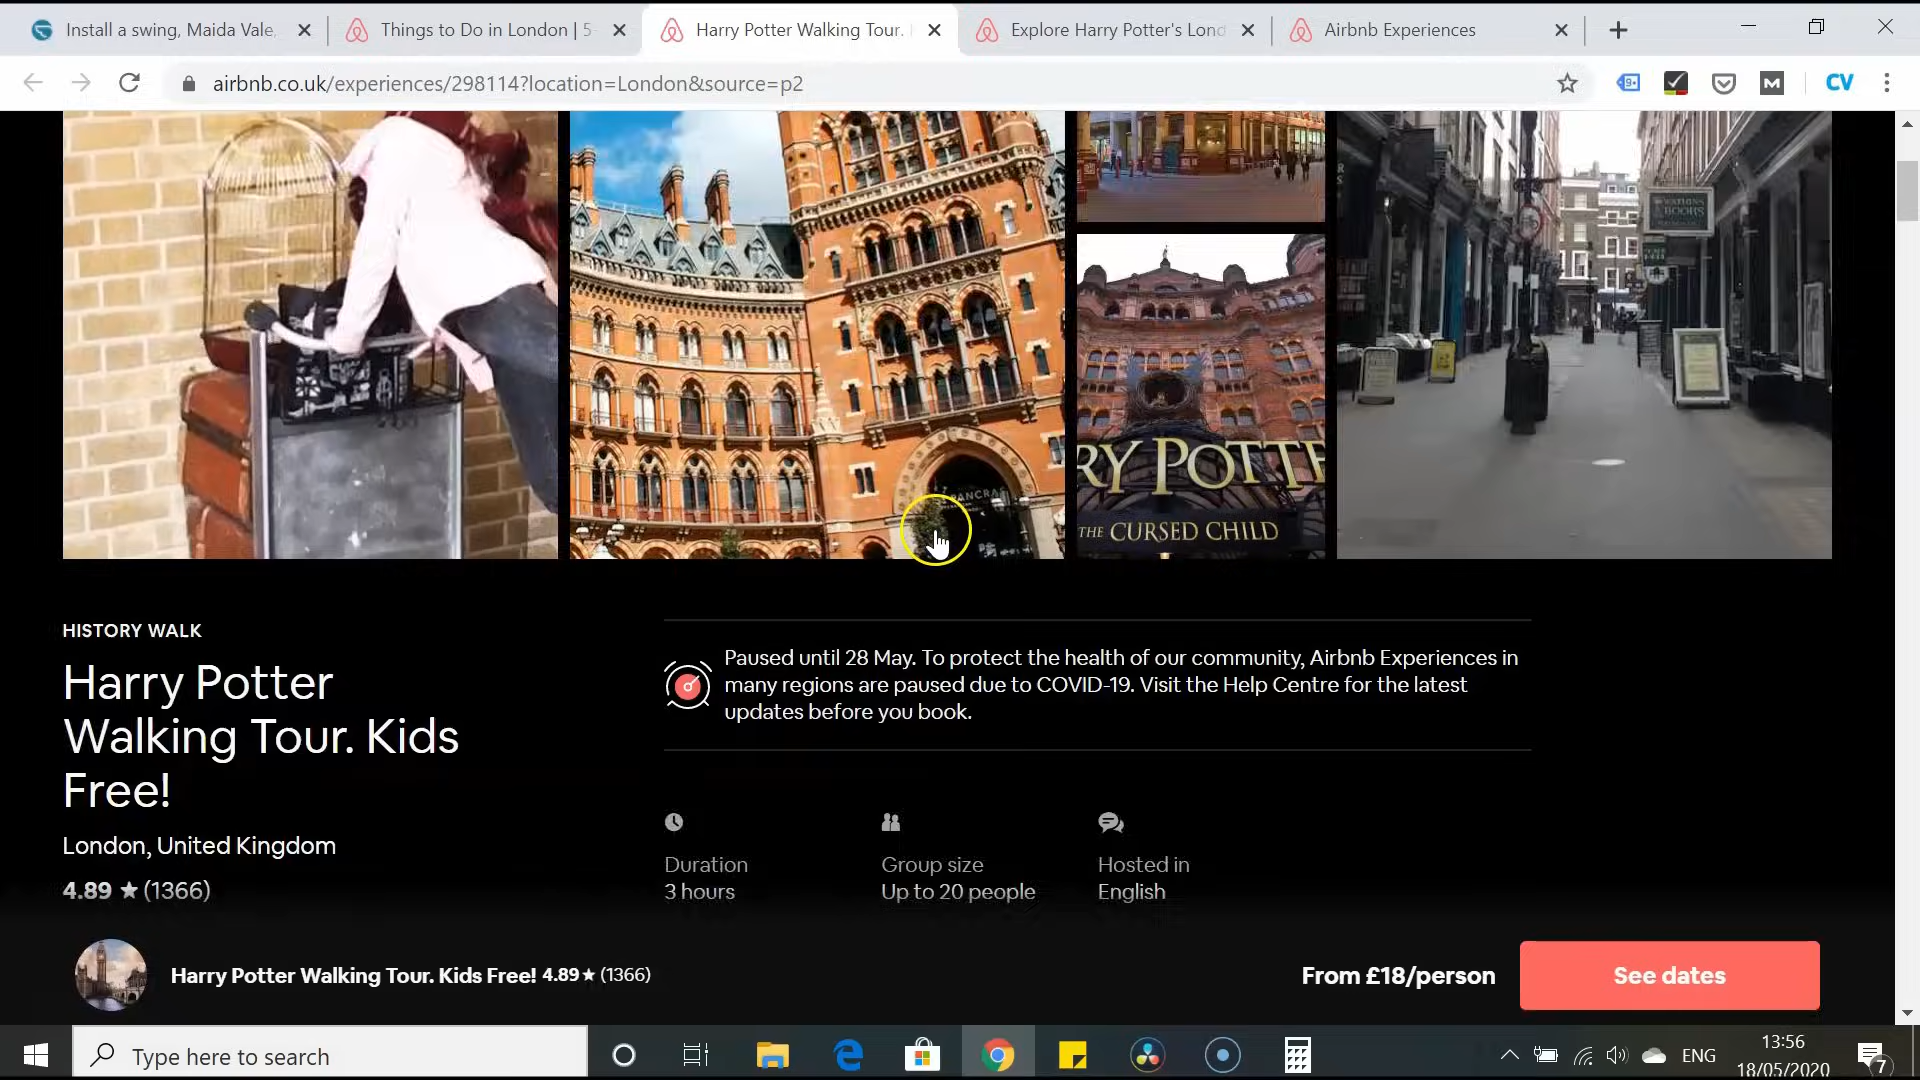 Install a swing, Maida Vale,
Things to Do in London | 5
Harry Potter Walking Tour.
Explore Harry Potter's Lond
Airbnb Experiences
airbnb.co.uk/experiences/298114?location=London&source=p2
CV
WATKINS
BOORS
PANCRA
RY POTTE
THE CURSED CHILD
HISTORY WALK
Harry Potter
Walking Tour. Kids
Free!
London, United Kingdom
4.89 ★ (1366)
Paused until 28 May. To protect the health of our community, Airbnb Experiences in
many regions are paused due to COVID-19. Visit the Help Centre for the latest
updates before you book.
Duration
3 hours
Group size
Up to 20 people
Hosted in
English
Harry Potter Walking Tour. Kids Free! 4.89★ (1366)
From £18/person
See dates
Type here to search
ENG
13:56
18/05/2020
7